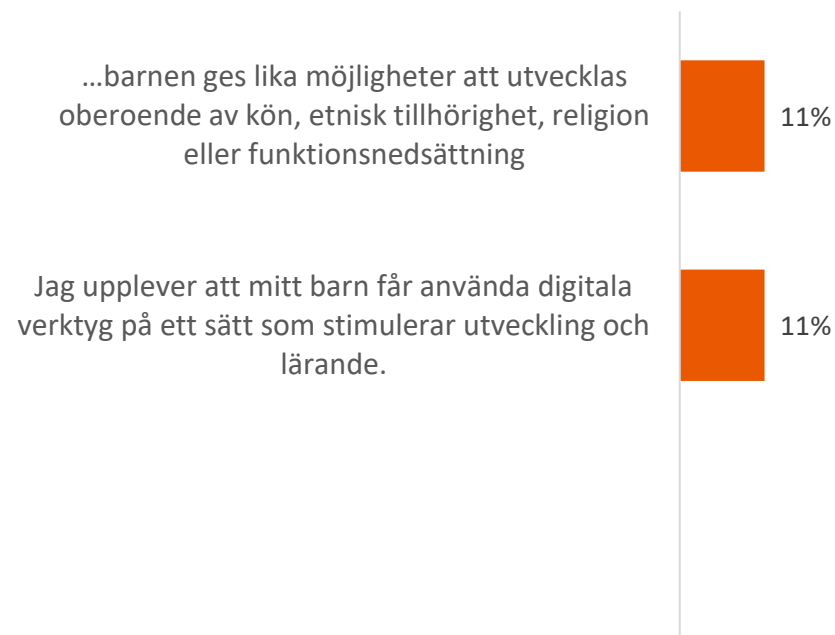 …barnen ges lika möjligheter att utvecklas
oberoende av kön, etnisk tillhörighet, religion
eller funktionsnedsättning
11%
Jag upplever att mitt barn får använda digitala
verktyg på ett sätt som stimulerar utveckling och
lärande.
11%